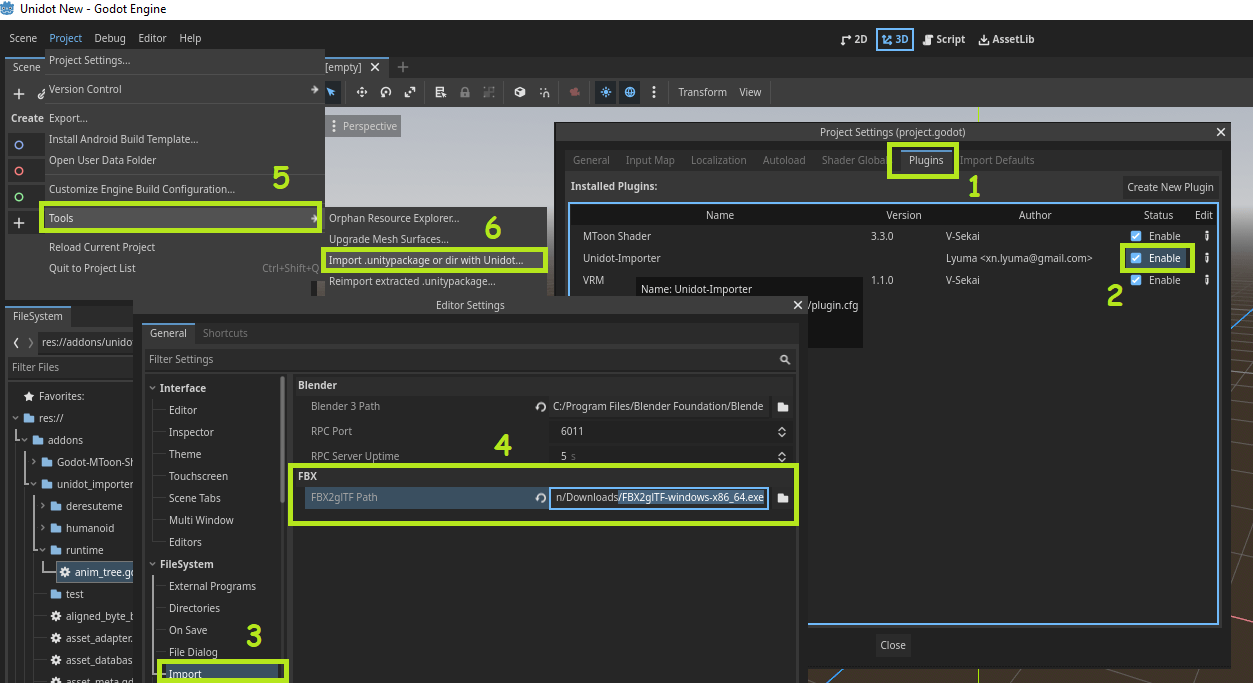 Unidot New - Godot Engine
Scene Project Debug Editor Help
2D 3D Script AssetLib
Scene
Project Settings...
[empty]
Version Control
Transform View
Create
Export...
Perspective
Install Android Build Template...
Open User Data Folder
Customize Engine Build Configuration...
5
Tools
Orphan Resource Explorer...
6
Upgrade Mesh Surfaces...
Reload Current Project
Import .unitypackage or dir with Unidot...
Quit to Project List Ctrl+Shift+Q
Reimport extracted .unitypackage...
Project Settings (project.godot)
General Input Map Localization Autoload Shader Global Plugins Import Defaults
1
Installed Plugins:
Create New Plugin
Name Version Author Status Edit
MToon Shader 3.3.0 V-Sekai Enable
Unidot-Importer Lyuma <xn.lyuma@gmail.com> Enable
VRM 1.1.0 V-Sekai Enable
2
Name: Unidot-Importer
/plugin.cfg
Close
FileSystem
res://addons/unido
Filter Files
Favorites:
res://
addons
Godot-MToon-Sh
unidot_importer
deresuteme
humanoid
runtime
anim_tree.gd
test
aligned_byte_b
asset_adapter.
asset_databas
asset_meta.gd
Editor Settings
General Shortcuts
Filter Settings
Interface
Editor
Inspector
Theme
Touchscreen
Scene Tabs
Multi Window
Editors
FileSystem
External Programs
Directories
On Save
File Dialog
Import
3
Blender
Blender 3 Path C:/Program Files/Blender Foundation/Blende
RPC Port 6011
RPC Server Uptime 5 s
4
FBX
FBX2glTF Path n/Downloads/FBX2glTF-windows-x86_64.exe